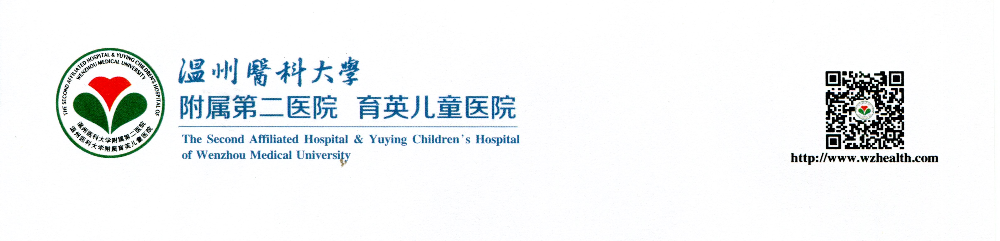 THE SECOND AFFILIATED HOSPITAL & YUYING CHILDREN'S HOSPITAL OF
WENZHOU MEDICAL UNIVERSITY
温州医科大学附属第二医院
温州医科大学附属育英儿童医院
温州醫科大學
附属第二医院 育英儿童医院
The Second Affiliated Hospital & Yuying Children's Hospital
of Wenzhou Medical University
http://www.wzhealth.com